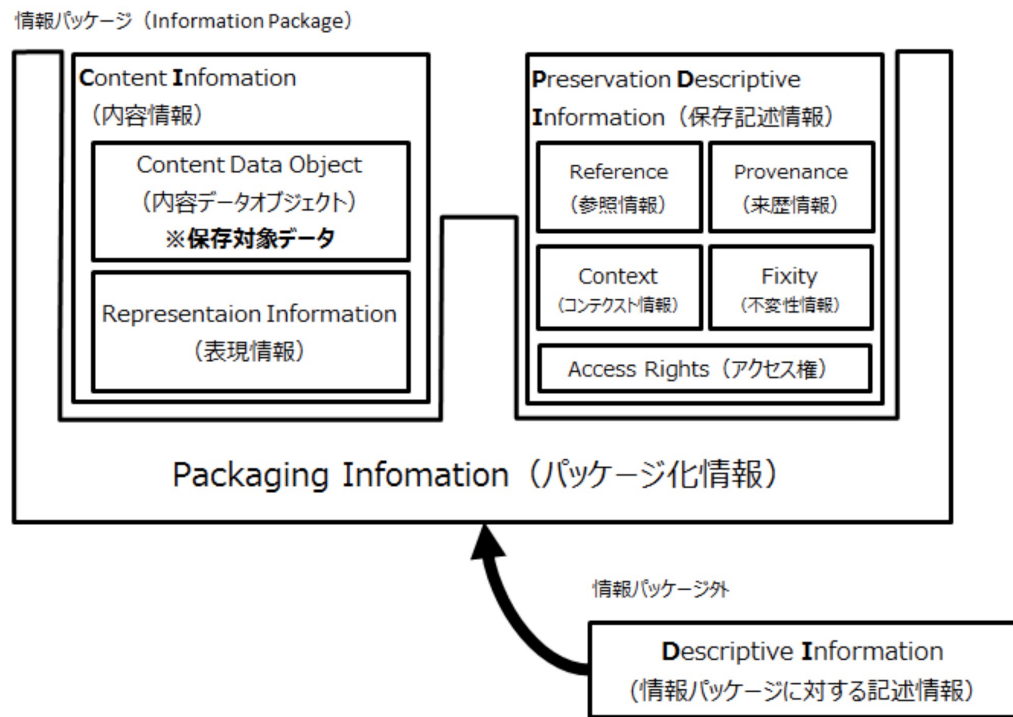 情報パッケージ（Information Package）
Content Infomation
（内容情報）
Content Data Object
（内容データオブジェクト）
※保存対象データ
Representaion Information
（表現情報）
Preservation Descriptive
Information（保存記述情報）
Reference
（参照情報）
Provenance
（来歴情報）
Context
（コンテクスト情報）
Fixity
（不変性情報）
Access Rights（アクセス権）
Packaging Infomation（パッケージ化情報）
情報パッケージ外
Descriptive Information
（情報パッケージに対する記述情報）